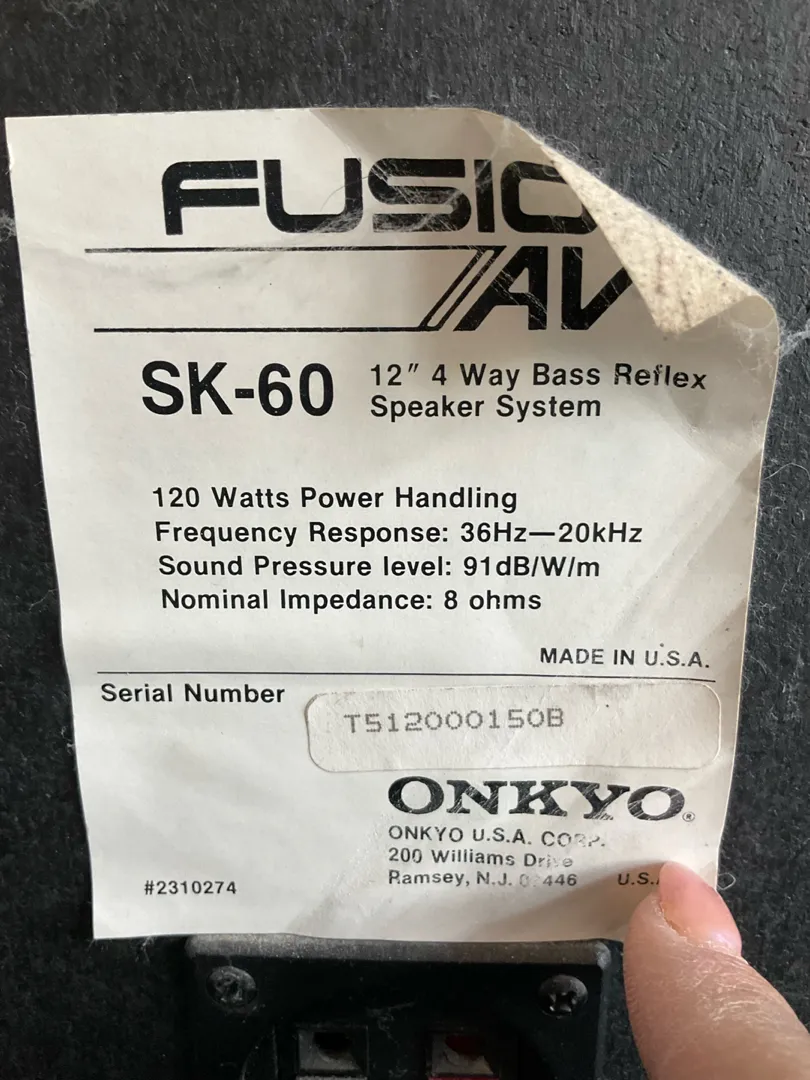 FUSIO
AV
SK-60
12" 4 Way Bass Reflex
Speaker System
120 Watts Power Handling
Frequency Response: 36Hz—20kHz
Sound Pressure level: 91dB/W/m
Nominal Impedance: 8 ohms
MADE IN U.S.A.
Serial Number
T512000150B
ONKYO®
ONKYO U.S.A. CORP.
200 Williams Drive
Ramsey, N.J. U.S.
#2310274